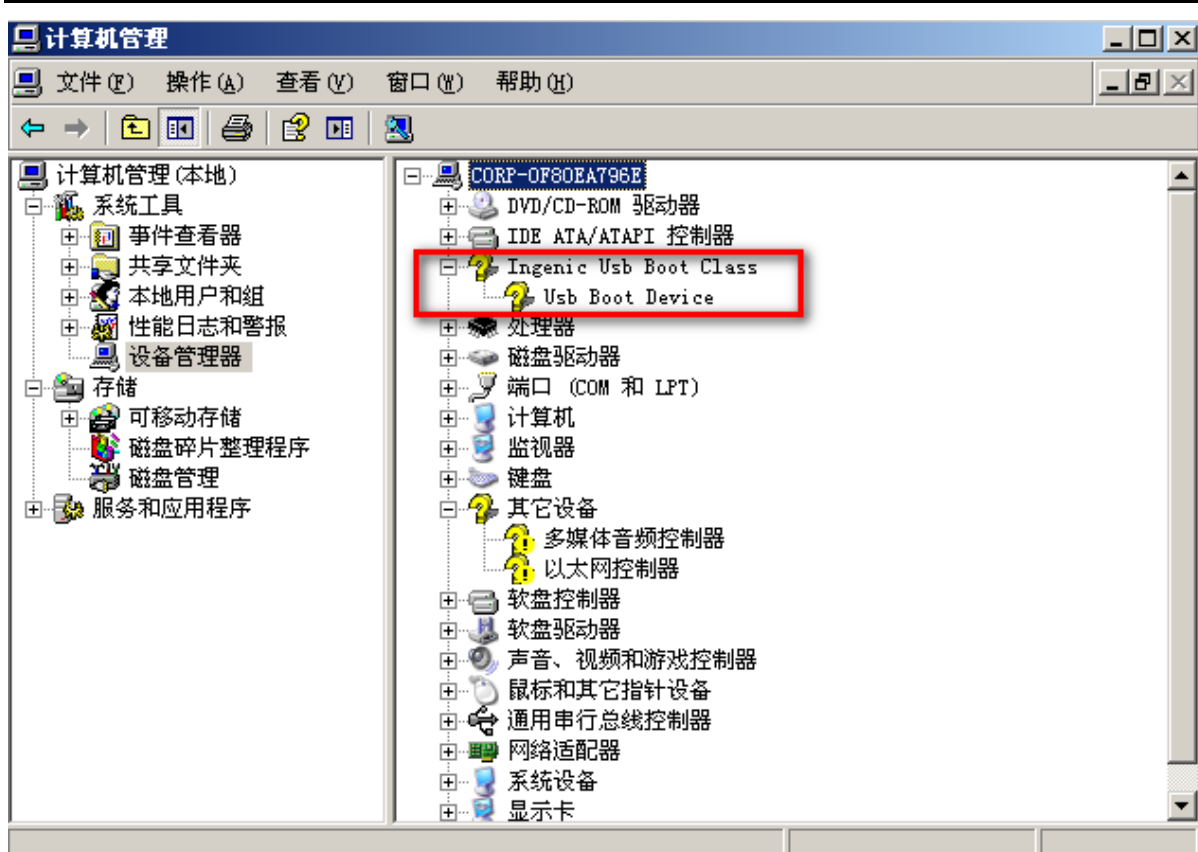 计算机管理
文件(F) 操作(A) 查看(V) 窗口(W) 帮助(H)
计算机管理(本地)
系统工具
事件查看器
共享文件夹
本地用户和组
性能日志和警报
设备管理器
存储
可移动存储
磁盘碎片整理程序
磁盘管理
服务和应用程序
CORP-OF80EA796E
DVD/CD-ROM 驱动器
IDE ATA/ATAPI 控制器
Ingenic Usb Boot Class
Usb Boot Device
处理器
磁盘驱动器
端口 (COM 和 LPT)
计算机
监视器
键盘
其它设备
多媒体音频控制器
以太网控制器
软盘控制器
软盘驱动器
声音、视频和游戏控制器
鼠标和其它指针设备
通用串行总线控制器
网络适配器
系统设备
显示卡